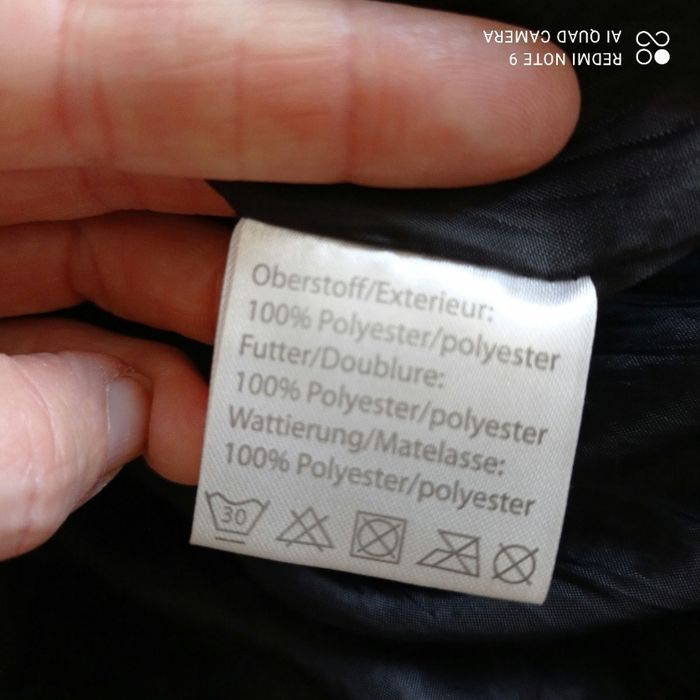 REDMI NOTE 9
AI QUAD CAMERA
Oberstoff/Exterieur:
100% Polyester/polyester
Futter/Doublure:
100% Polyester/polyester
Wattierung/Matelasse:
100% Polyester/polyester
30